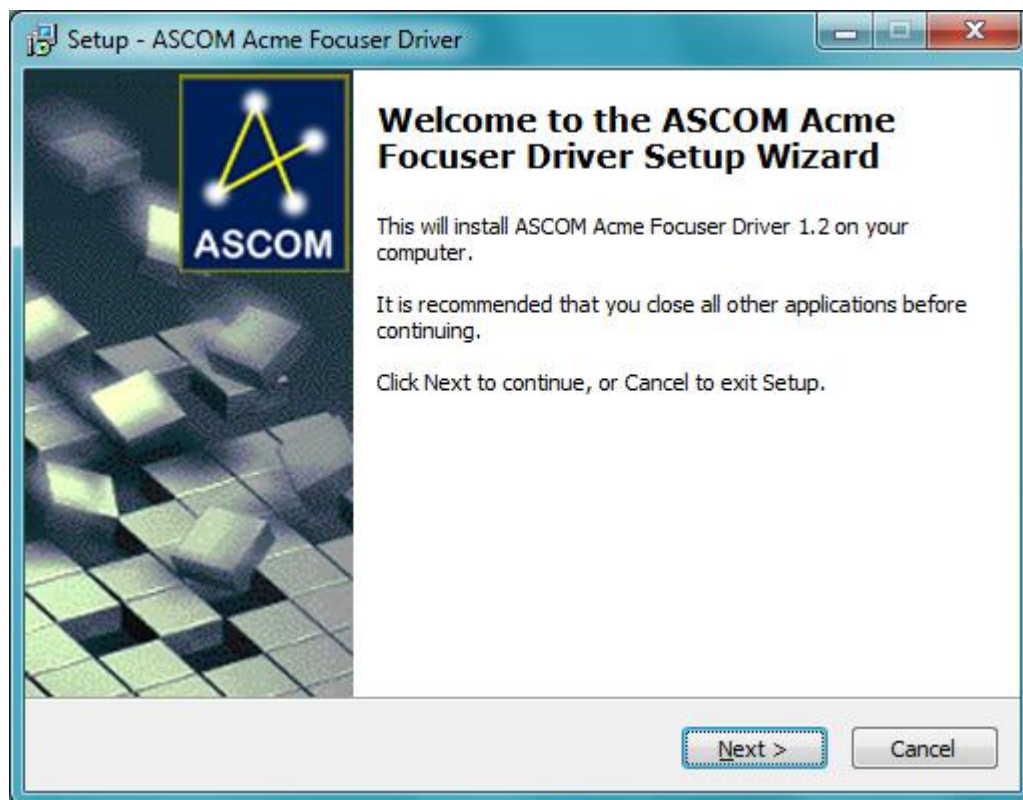 Setup - ASCOM Acme Focuser Driver
ASCOM
Welcome to the ASCOM Acme
Focuser Driver Setup Wizard
This will install ASCOM Acme Focuser Driver 1.2 on your
computer.
It is recommended that you close all other applications before
continuing.
Click Next to continue, or Cancel to exit Setup.
Next >
Cancel